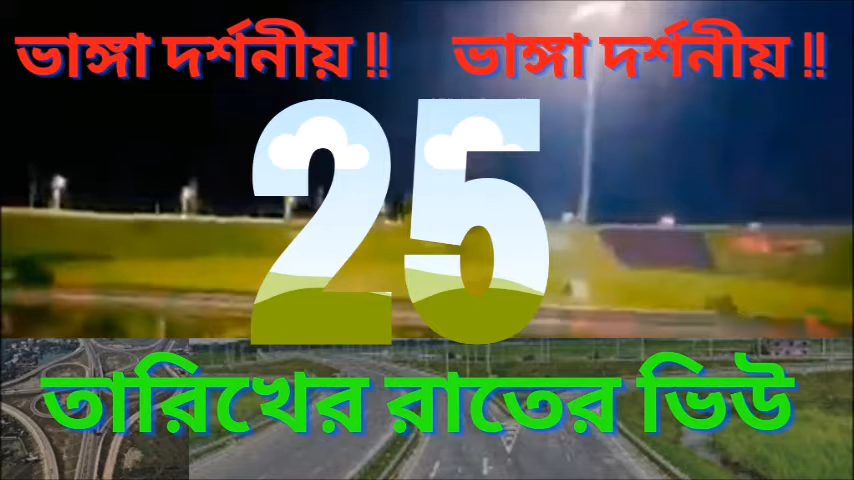 ভাঙ্গা দর্শনীয় !! ভাঙ্গা দর্শনীয় !!
25
তারিখের রাতের ভিউ